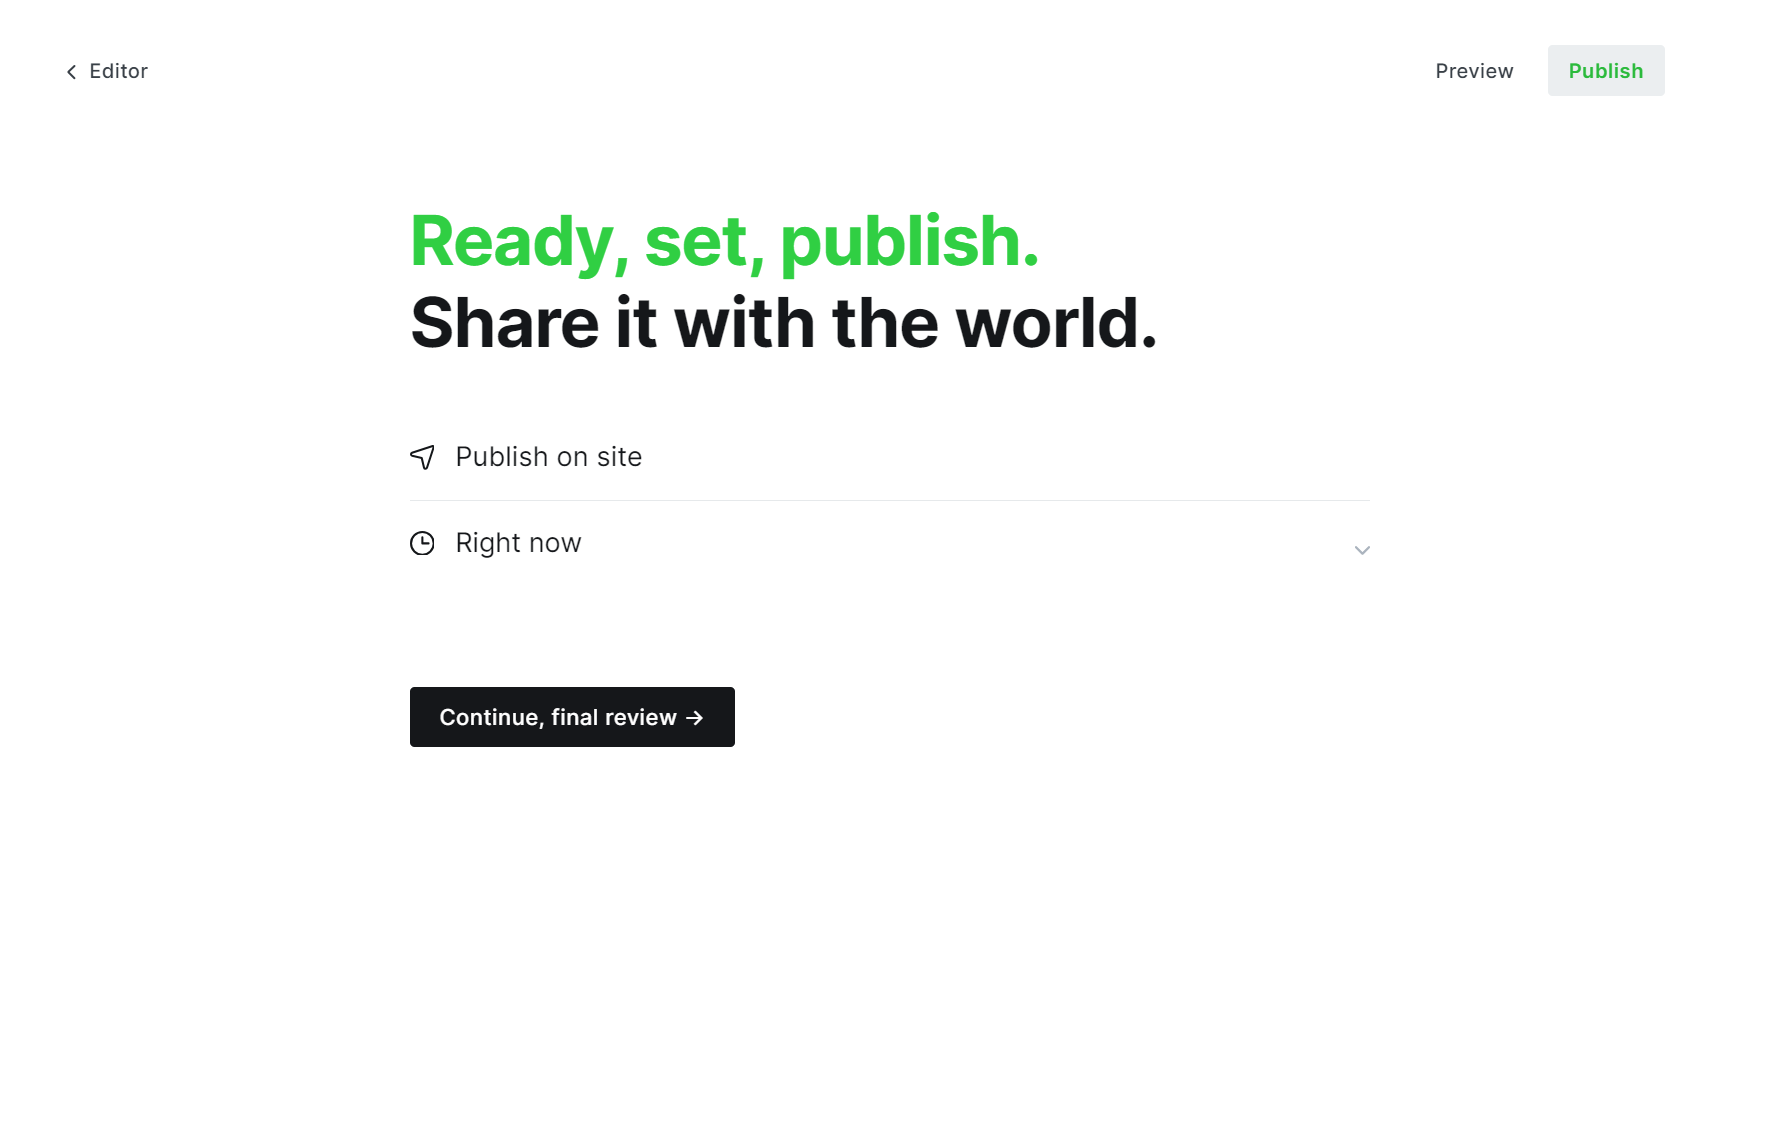 Editor
Preview
Publish
Ready, set, publish.
Share it with the world.
Publish on site
Right now
Continue, final review →